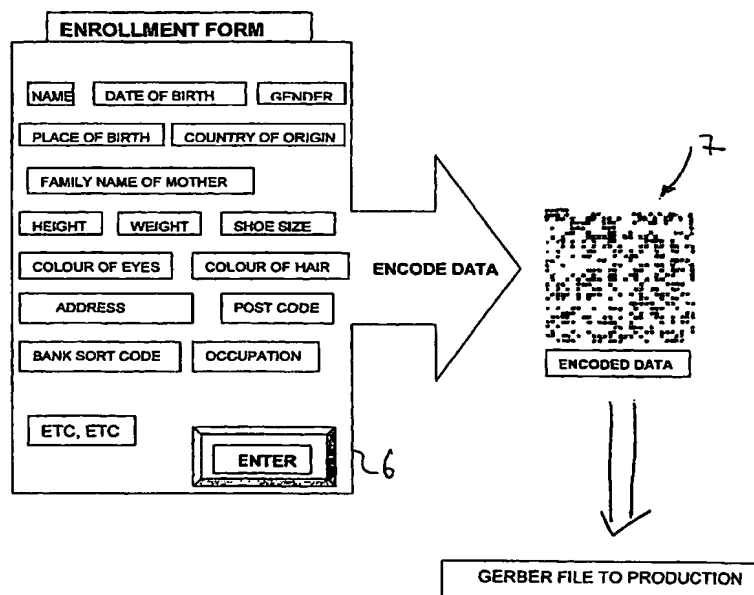 ENROLLMENT FORM
NAME DATE OF BIRTH GENDER
PLACE OF BIRTH COUNTRY OF ORIGIN
FAMILY NAME OF MOTHER
HEIGHT WEIGHT SHOE SIZE
COLOUR OF EYES COLOUR OF HAIR
ADDRESS POST CODE
BANK SORT CODE OCCUPATION
ETC, ETC
ENTER
6
ENCODE DATA
7
ENCODED DATA
GERBER FILE TO PRODUCTION